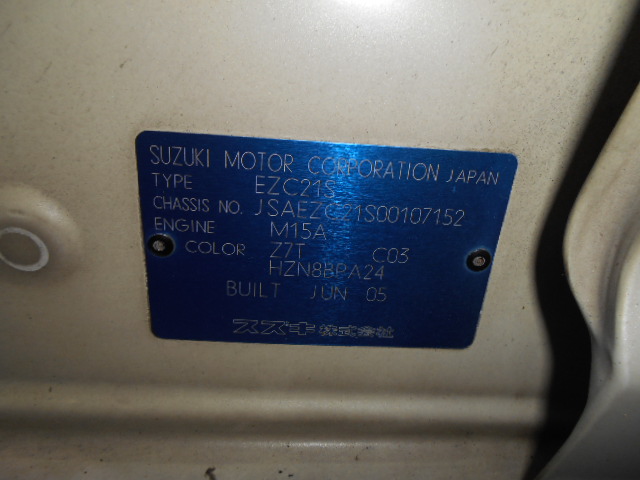 SUZUKI MOTOR CORPORATION JAPAN
TYPE EZC21S
CHASSIS NO. JSAEZC21S00107152
ENGINE M15A
COLOR Z7T C03
HZN8BPA24
BUILT JUN 05
スズキ株式会社